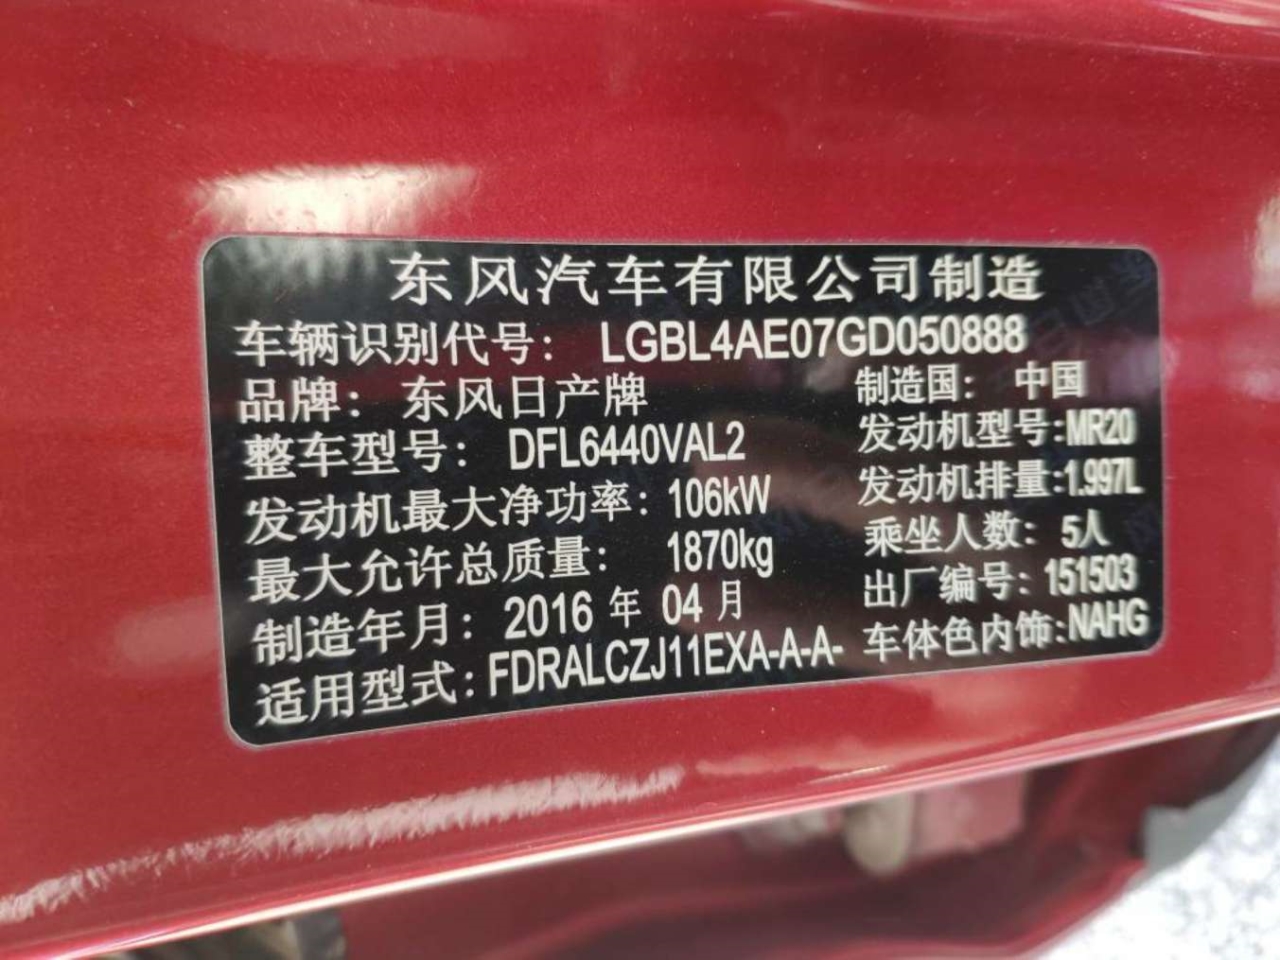 东风汽车有限公司制造
车辆识别代号: LGBL4AE07GD050888
品牌: 东风日产牌 制造国: 中国
整车型号: DFL6440VAL2 发动机型号:MR20
发动机最大净功率: 106kW 发动机排量:1.997L
最大允许总质量: 1870kg 乘坐人数: 5人
制造年月: 2016 年 04 月 出厂编号: 151503
适用型式: FDRALCZJ11EXA-A-A- 车体色内饰:NAHG